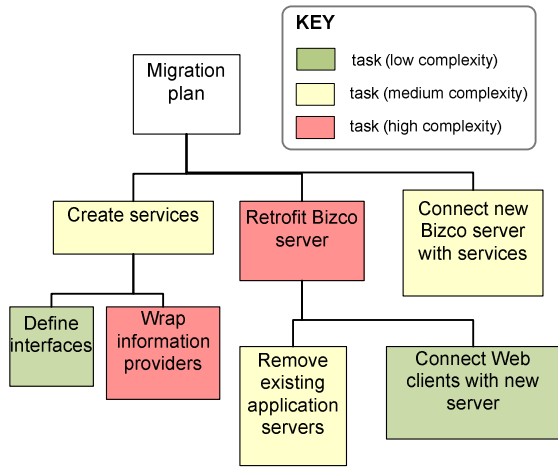 KEY
task (low complexity)
task (medium complexity)
task (high complexity)
Migration
plan
Create services
Retrofit Bizco
server
Connect new
Bizco server
with services
Define
interfaces
Wrap
information
providers
Remove
existing
application
servers
Connect Web
clients with new
server